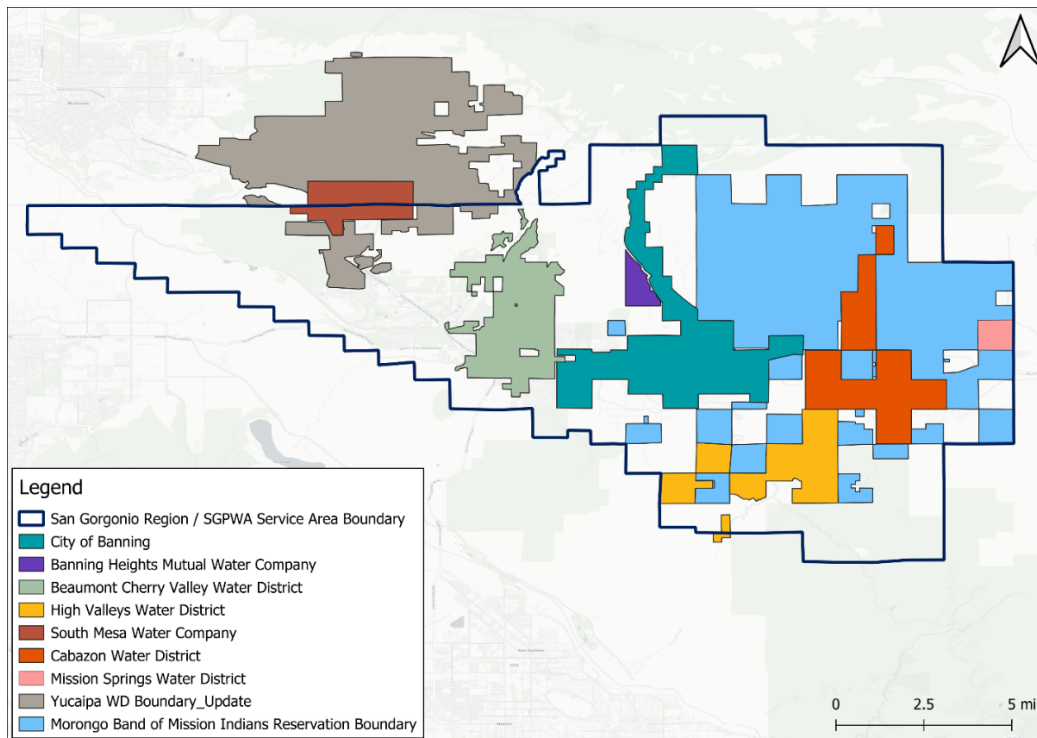 Legend
San Gorgonio Region / SGPWA Service Area Boundary
City of Banning
Banning Heights Mutual Water Company
Beaumont Cherry Valley Water District
High Valleys Water District
South Mesa Water Company
Cabazon Water District
Mission Springs Water District
Yucaipa WD Boundary_Update
Morongo Band of Mission Indians Reservation Boundary
0 2.5 5 mi